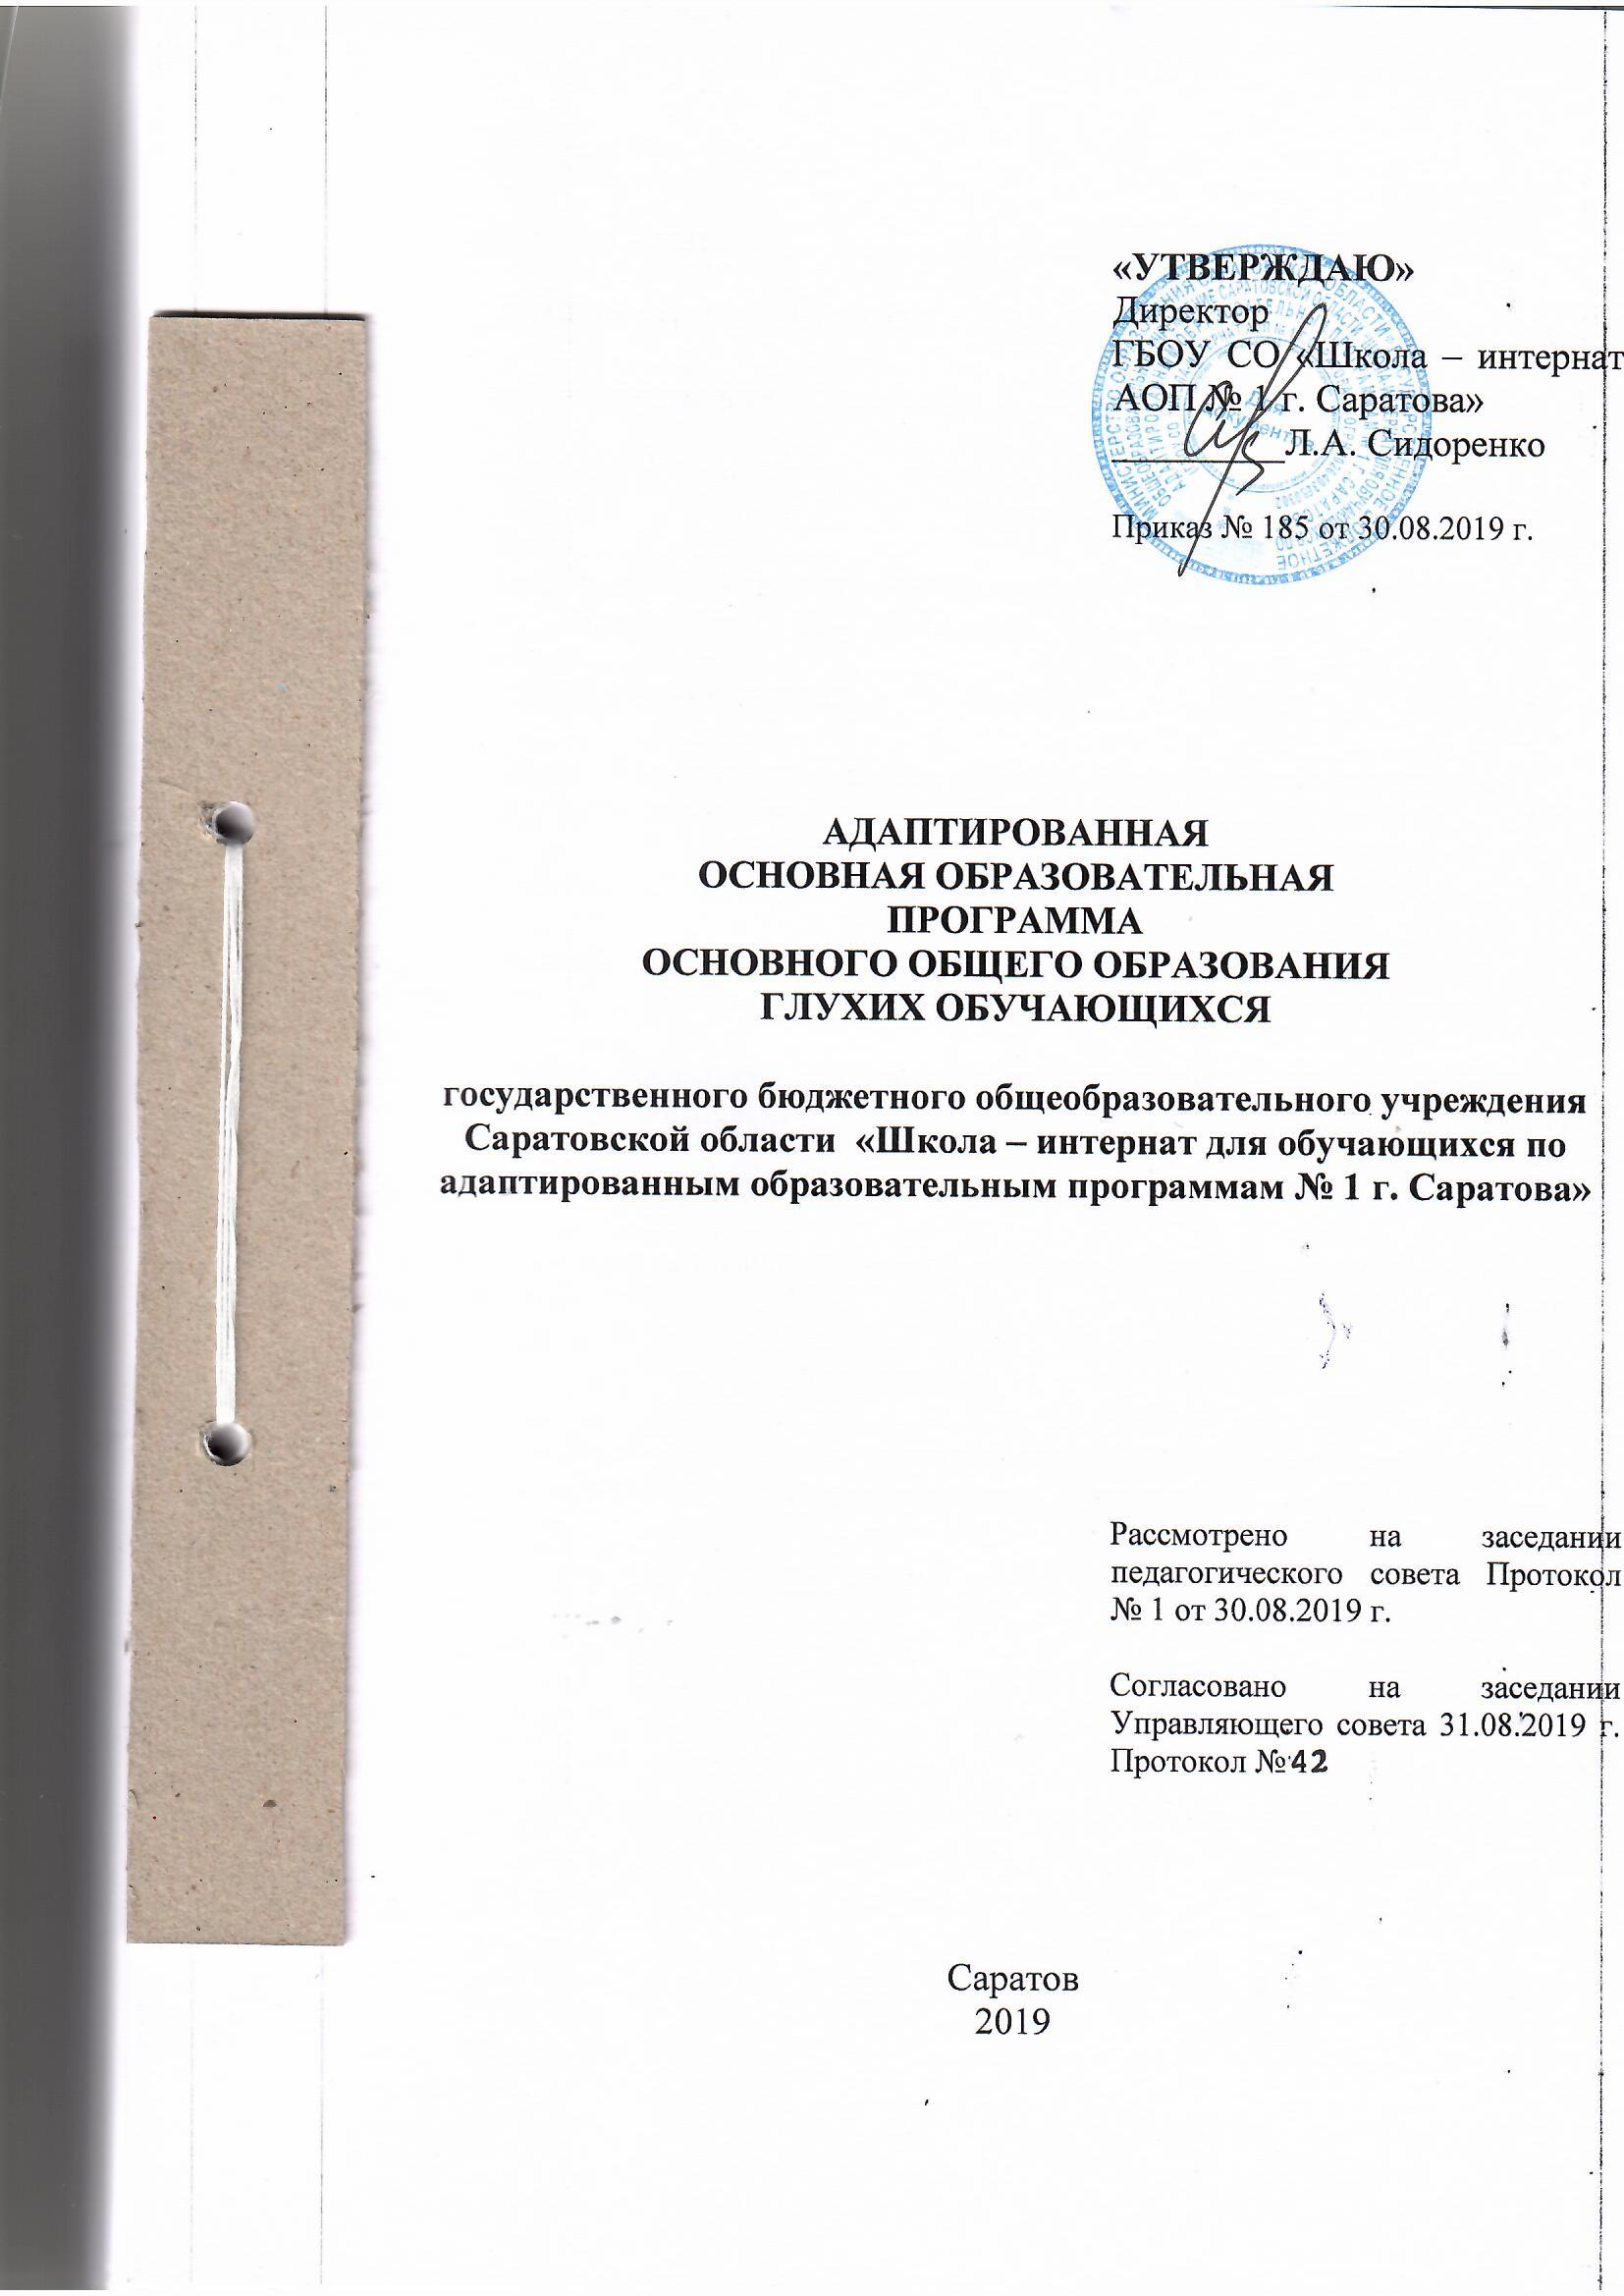 «УТВЕРЖДАЮ»
Директор
ГБОУ СО «Школа – интернат
АОП № 1 г. Саратова»
__________Л.А. Сидоренко
Приказ № 185 от 30.08.2019 г.
АДАПТИРОВАННАЯ
ОСНОВНАЯ ОБРАЗОВАТЕЛЬНАЯ
ПРОГРАММА
ОСНОВНОГО ОБЩЕГО ОБРАЗОВАНИЯ
ГЛУХИХ ОБУЧАЮЩИХСЯ
государственного бюджетного общеобразовательного учреждения
Саратовской области «Школа – интернат для обучающихся по
адаптированным образовательным программам № 1 г. Саратова»
Рассмотрено на заседании
педагогического совета Протокол
№ 1 от 30.08.2019 г.
Согласовано на заседании
Управляющего совета 31.08.2019 г.
Протокол № 42
Саратов
2019